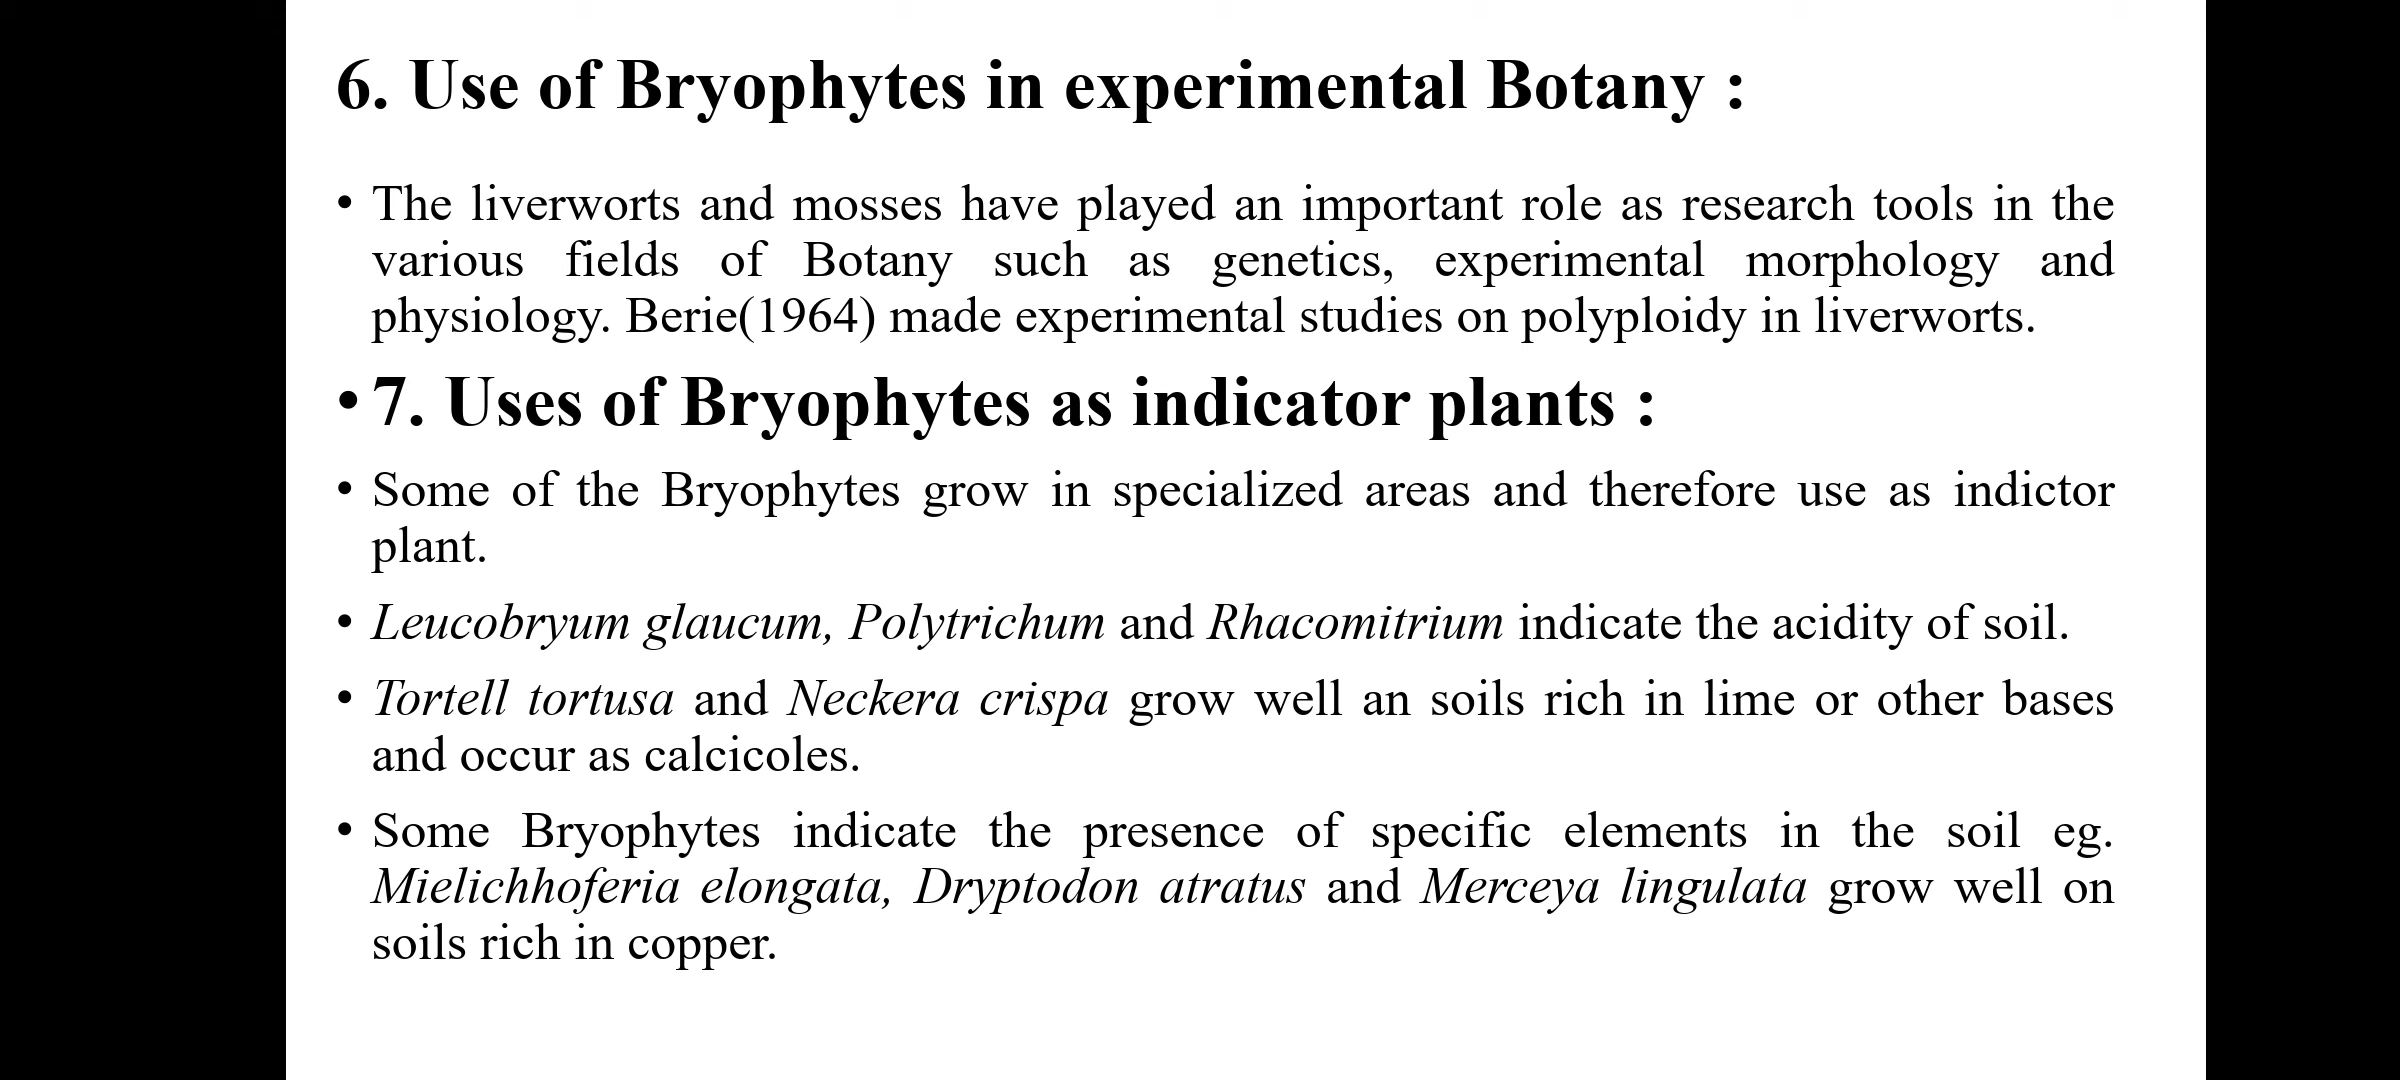 6. Use of Bryophytes in experimental Botany :
• The liverworts and mosses have played an important role as research tools in the
various fields of Botany such as genetics, experimental morphology and
physiology. Berie(1964) made experimental studies on polyploidy in liverworts.
• 7. Uses of Bryophytes as indicator plants :
• Some of the Bryophytes grow in specialized areas and therefore use as indictor
plant.
• Leucobryum glaucum, Polytrichum and Rhacomitrium indicate the acidity of soil.
• Tortell tortusa and Neckera crispa grow well an soils rich in lime or other bases
and occur as calcicoles.
• Some Bryophytes indicate the presence of specific elements in the soil eg.
Mielichhoferia elongata, Dryptodon atratus and Merceya lingulata grow well on
soils rich in copper.